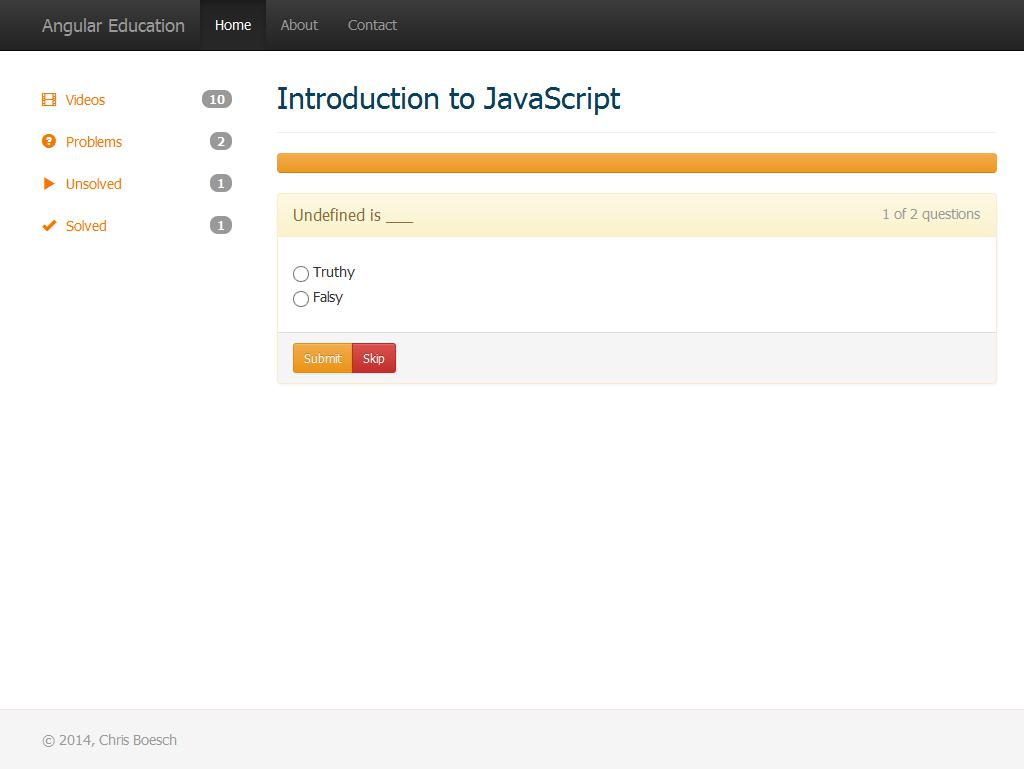 Angular Education Home About Contact
Videos 10
Problems 2
Unsolved 1
Solved 1
Introduction to JavaScript
Undefined is ___ 1 of 2 questions
Truthy
Falsy
Submit Skip
© 2014, Chris Boesch